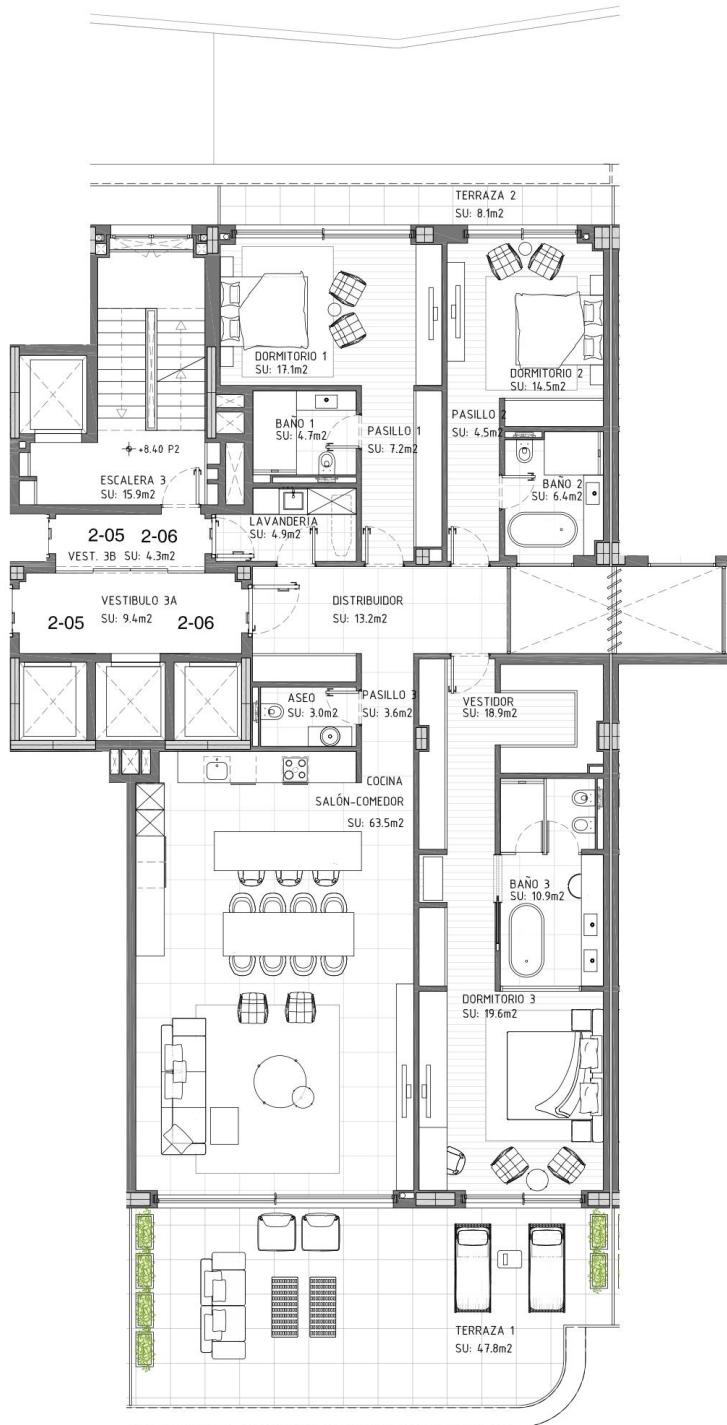 TERRAZA 2
SU: 8.1m2
DORMITORIO 1
SU: 17.1m2
DORMITORIO 2
SU: 14.5m2
BAÑO 1
SU: 4.7m2
PASILLO 1
SU: 7.2m2
PASILLO 2
SU: 4.5m2
+8.40 P2
ESCALERA 3
SU: 15.9m2
BAÑO 2
SU: 6.4m2
LAVANDERIA
SU: 4.9m2
2-05 2-06
VEST. 3B SU: 4.3m2
VESTIBULO 3A
SU: 9.4m2
2-05 2-06
DISTRIBUIDOR
SU: 13.2m2
ASEO
SU: 3.0m2
PASILLO 3
SU: 3.6m2
VESTIDOR
SU: 18.9m2
COCINA
SALÓN-COMEDOR
SU: 63.5m2
BAÑO 3
SU: 10.9m2
DORMITORIO 3
SU: 19.6m2
TERRAZA 1
SU: 47.8m2